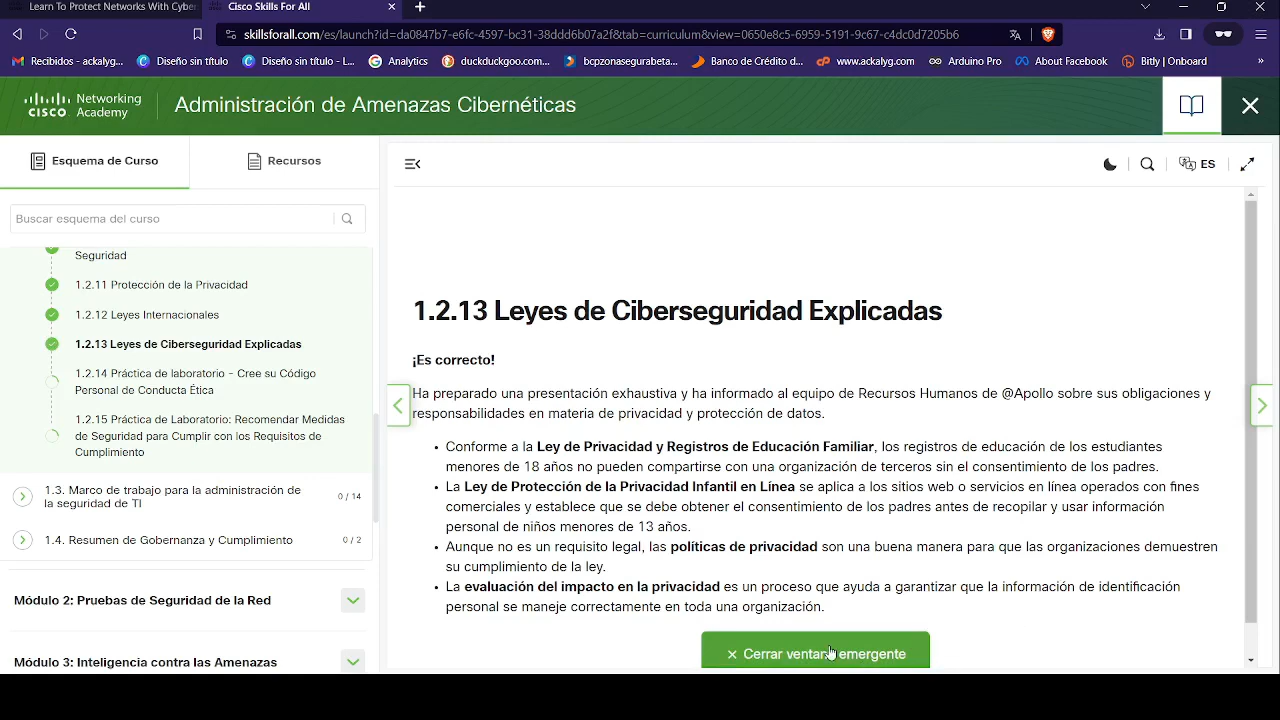 Learn To Protect Networks With Cyber
Cisco Skills For All
skillsforall.com/es/launch?id=da0847b7-e6fc-4597-bc31-38ddd6b07a2f&tab=curriculum&view=0650e8c5-6959-5191-9c67-c4dc0d7205b6
Recibidos - ackalyg...
Diseño sin título
Diseño sin título - L...
Analytics
duckduckgoo.com...
bcpzonasegurabeta...
Banco de Crédito d...
www.ackalyg.com
Arduino Pro
About Facebook
Bitly | Onboard
»
cisco Networking Academy
Administración de Amenazas Cibernéticas
Esquema de Curso
Recursos
Buscar esquema del curso
Seguridad
1.2.11 Protección de la Privacidad
1.2.12 Leyes Internacionales
1.2.13 Leyes de Ciberseguridad Explicadas
1.2.14 Práctica de laboratorio - Cree su Código
Personal de Conducta Ética
1.2.15 Práctica de Laboratorio: Recomendar Medidas
de Seguridad para Cumplir con los Requisitos de
Cumplimiento
1.3. Marco de trabajo para la administración de
la seguridad de TI
0 / 14
1.4. Resumen de Gobernanza y Cumplimiento
0 / 2
Módulo 2: Pruebas de Seguridad de la Red
Módulo 3: Inteligencia contra las Amenazas
ES
1.2.13 Leyes de Ciberseguridad Explicadas
¡Es correcto!
Ha preparado una presentación exhaustiva y ha informado al equipo de Recursos Humanos de @Apollo sobre sus obligaciones y
responsabilidades en materia de privacidad y protección de datos.
• Conforme a la Ley de Privacidad y Registros de Educación Familiar, los registros de educación de los estudiantes
menores de 18 años no pueden compartirse con una organización de terceros sin el consentimiento de los padres.
• La Ley de Protección de la Privacidad Infantil en Línea se aplica a los sitios web o servicios en línea operados con fines
comerciales y establece que se debe obtener el consentimiento de los padres antes de recopilar y usar información
personal de niños menores de 13 años.
• Aunque no es un requisito legal, las políticas de privacidad son una buena manera para que las organizaciones demuestren
su cumplimiento de la ley.
• La evaluación del impacto en la privacidad es un proceso que ayuda a garantizar que la información de identificación
personal se maneje correctamente en toda una organización.
Cerrar ventana emergente